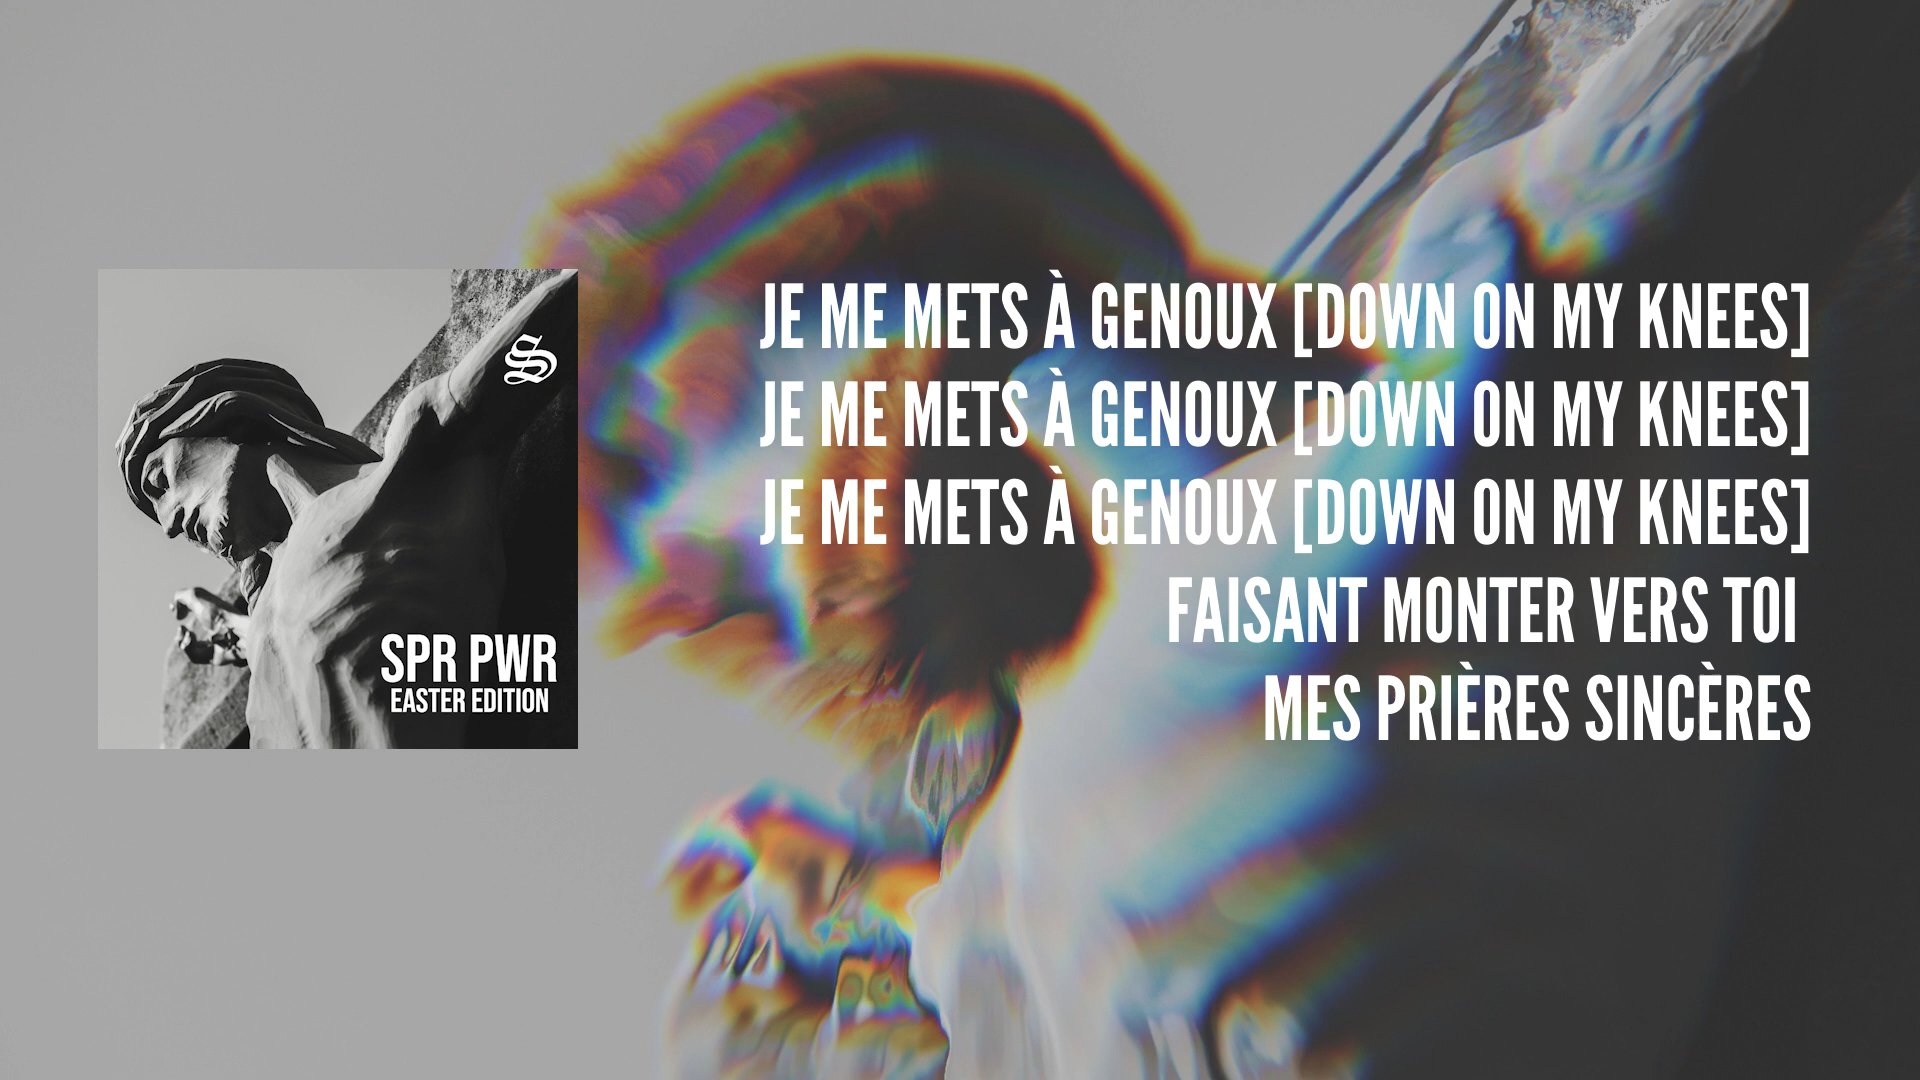 S
SPR PWR
EASTER EDITION
JE ME METS À GENOUX [DOWN ON MY KNEES]
JE ME METS À GENOUX [DOWN ON MY KNEES]
JE ME METS À GENOUX [DOWN ON MY KNEES]
FAISANT MONTER VERS TOI
MES PRIÈRES SINCÈRES